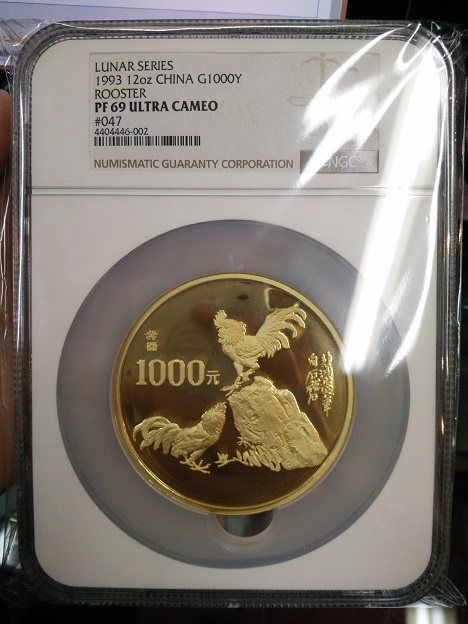 LUNAR SERIES
1993 12oz CHINA G1000Y
ROOSTER
PF 69 ULTRA CAMEO
#047
4404446-002
NUMISMATIC GUARANTY CORPORATION
NGC
癸酉
1000元